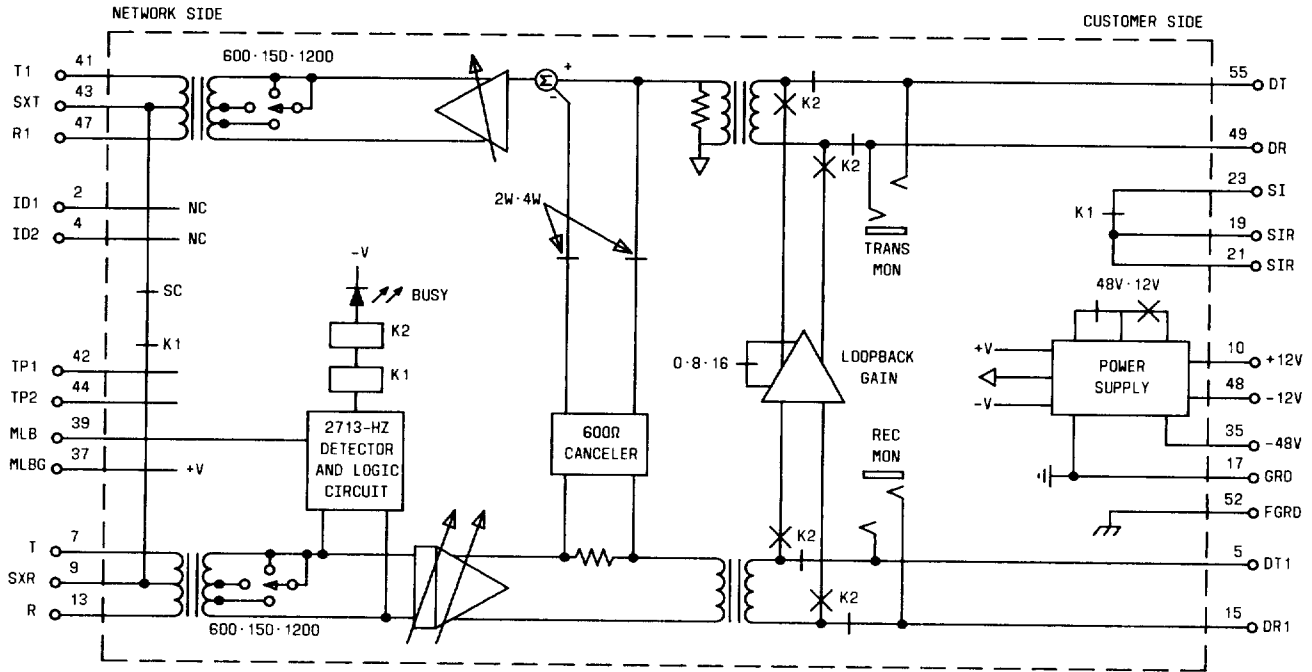 NETWORK SIDE
CUSTOMER SIDE
600·150·1200
T1 41
SXT 43
R1 47
ID1 2 NC
ID2 4 NC
SC
K1
TP1 42
TP2 44
MLB 39
MLBG 37 +V
T 7
SXR 9
R 13
-V
BUSY
K2
K1
2713-HZ
DETECTOR
AND LOGIC
CIRCUIT
600·150·1200
Σ
+
-
2W·4W
600Ω
CANCELER
K2
K2
TRANS
MON
0·8·16
LOOPBACK
GAIN
REC
MON
K2
K2
55 DT
49 DR
23 SI
K1
19 SIR
21 SIR
48V·12V
+V
-V
POWER
SUPPLY
10 +12V
48 -12V
35 -48V
17 GRD
52 FGRD
5 DT1
15 DR1